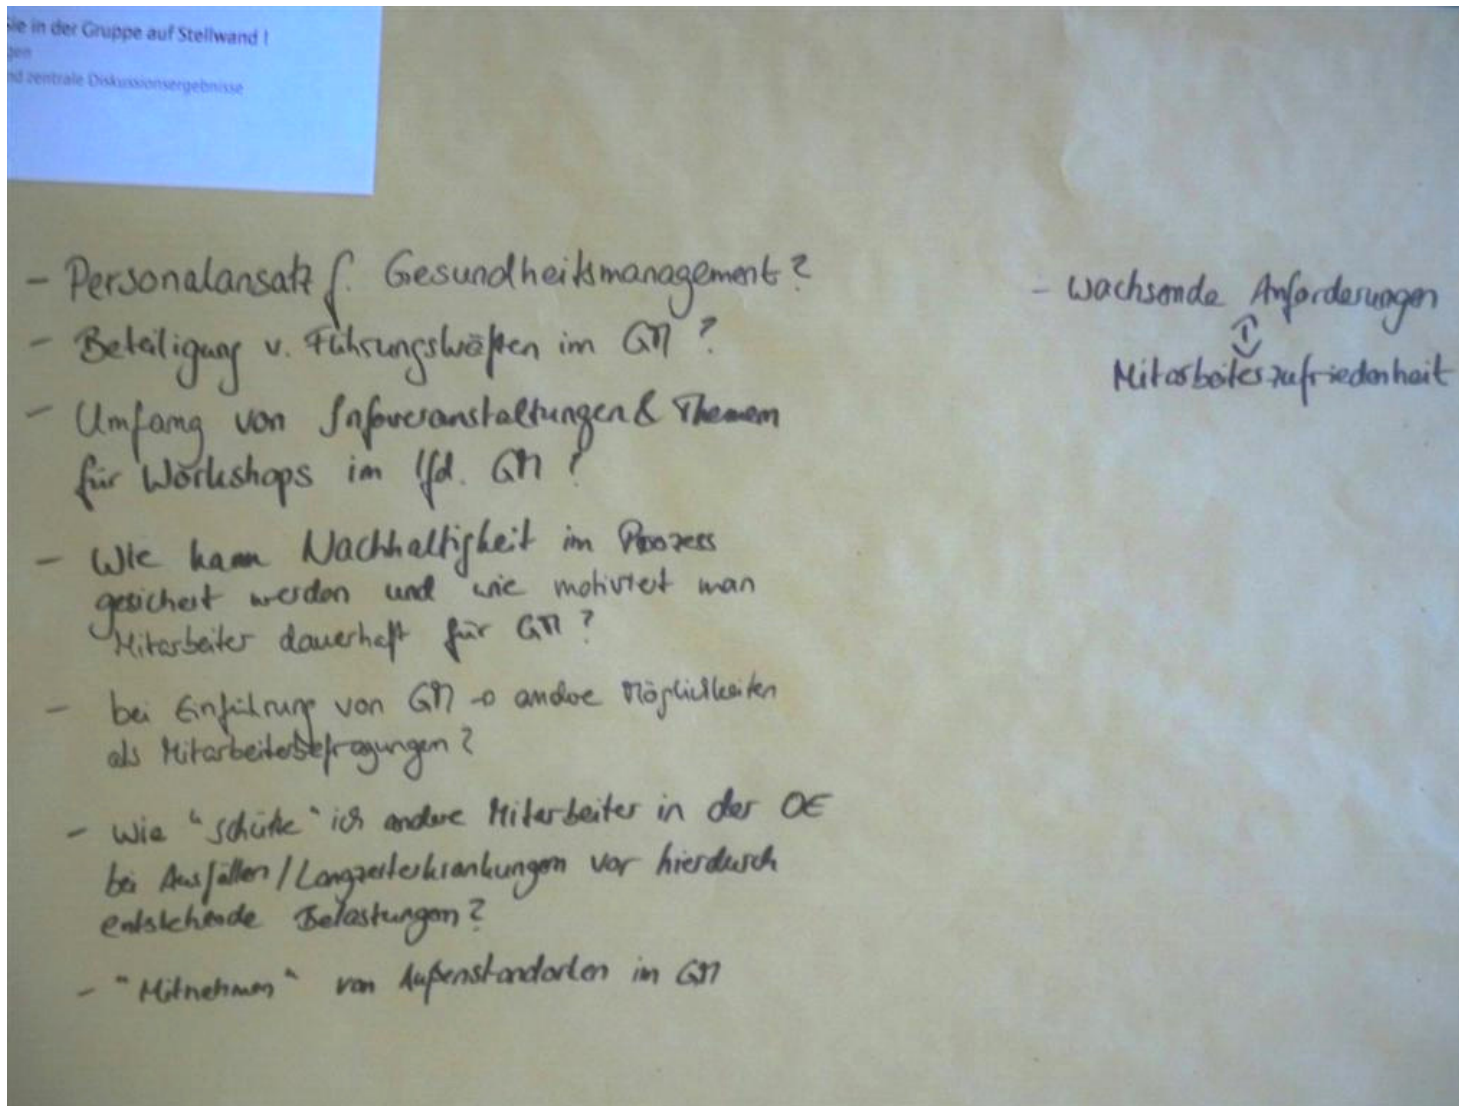 Sie in der Gruppe auf Stellwand !
gen
nd zentrale Diskussionsergebnisse
- Personalansatz f. Gesundheitsmanagement?
- Beteiligung v. Führungskräften im GM?
- Umfang von Infoveranstaltungen & Themen
für Workshops im lfd. GM?
- Wie kann Nachhaltigkeit im Prozess
gesichert werden und wie motiviert man
Mitarbeiter dauerhaft für GM?
- bei Einführung von GM → andere Möglichkeiten
als Mitarbeiterbefragungen?
- Wie "schütze" ich andere Mitarbeiter in der OE
bei Ausfällen/Langzeiterkrankungen vor hierdurch
entstehende Belastungen?
- "Mitnehmen" von Außenstandorten im GM
- wachsende Anforderungen
⇕
Mitarbeiterzufriedenheit